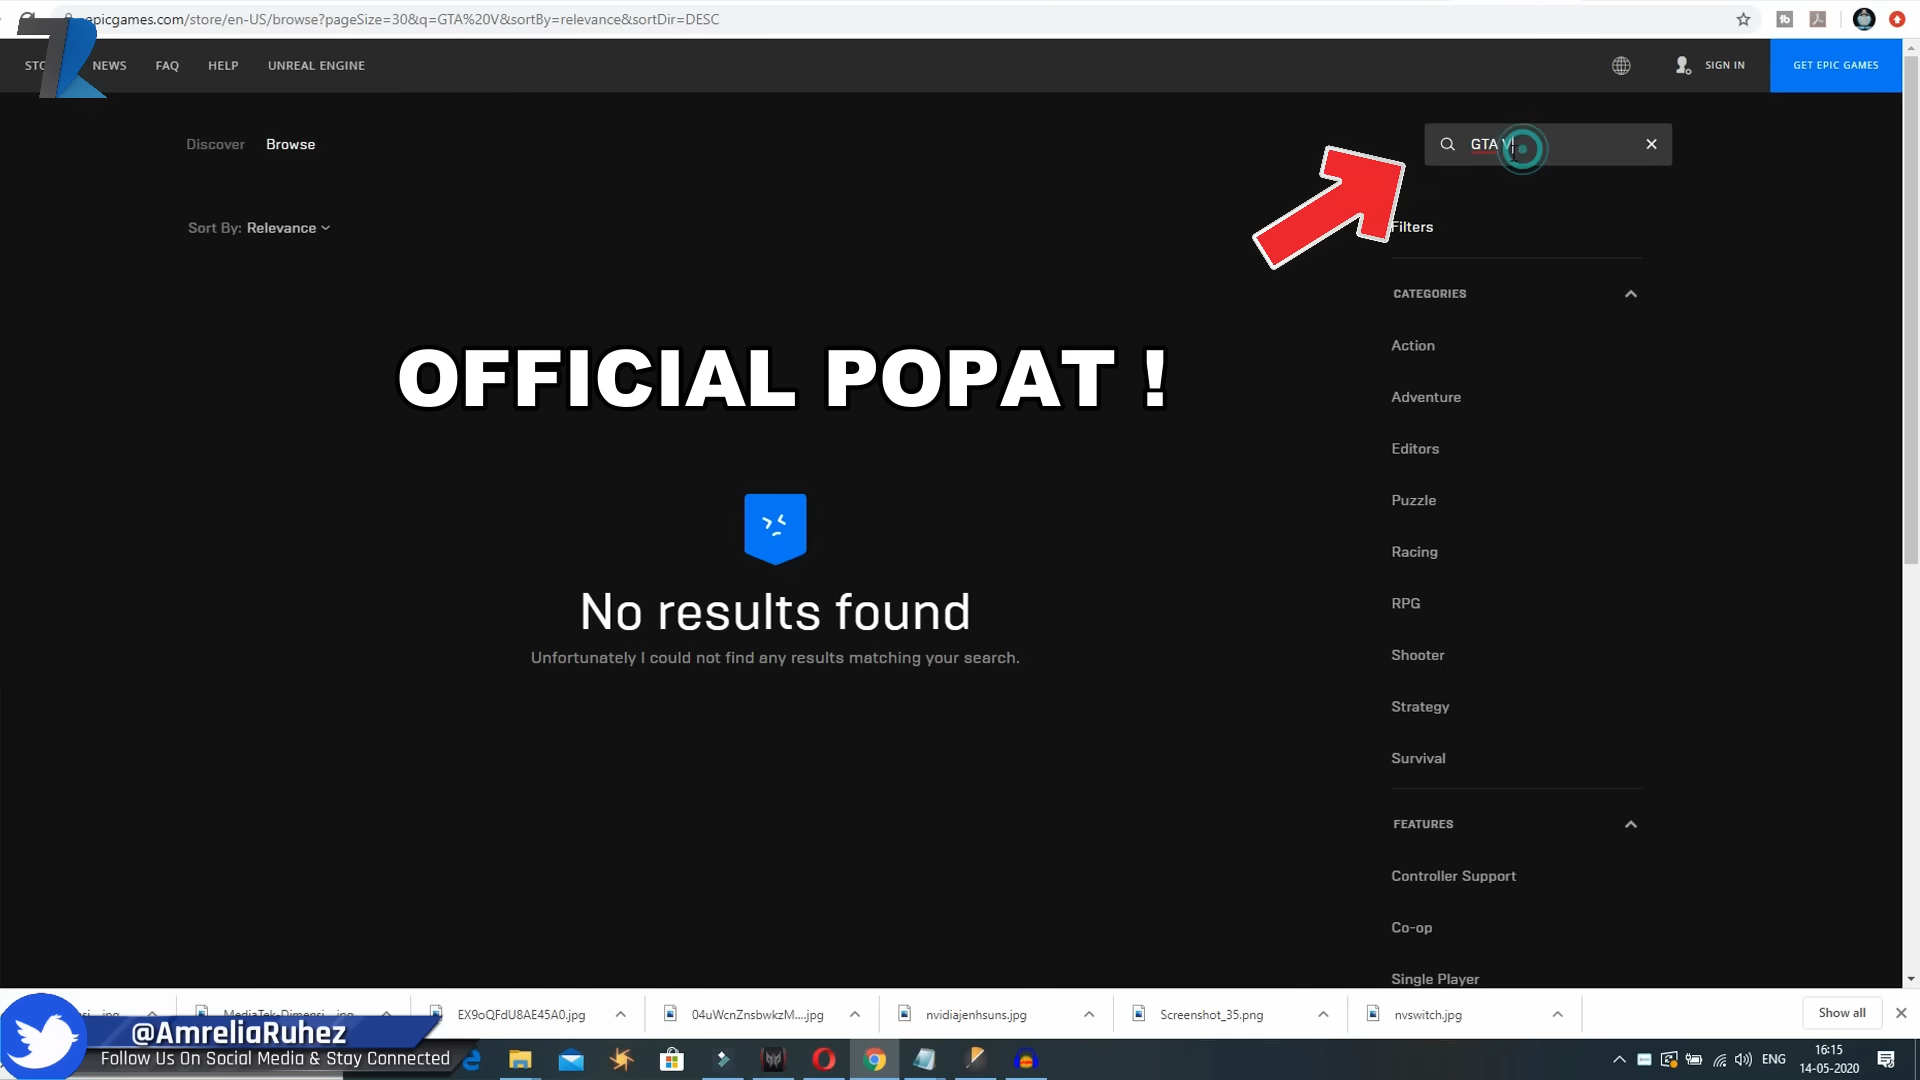 epicgames.com/store/en-US/browse?pageSize=30&q=GTA%20V&sortBy=relevance&sortDir=DESC
NEWS FAQ HELP UNREAL ENGINE SIGN IN GET EPIC GAMES
Discover Browse
GTA V
Sort By: Relevance
Filters
CATEGORIES
Action
Adventure
OFFICIAL POPAT !
Editors
Puzzle
Racing
RPG
No results found
Unfortunately I could not find any results matching your search.
Shooter
Strategy
Survival
FEATURES
Controller Support
Co-op
Single Player
EX9oQFdU8AE45A0.jpg 04uWcnZnsbwkzM....jpg nvidiajenhsuns.jpg Screenshot_35.png nvswitch.jpg Show all
@AmreliaRuhez
Follow Us On Social Media & Stay Connected
ENG
16:15
14-05-2020